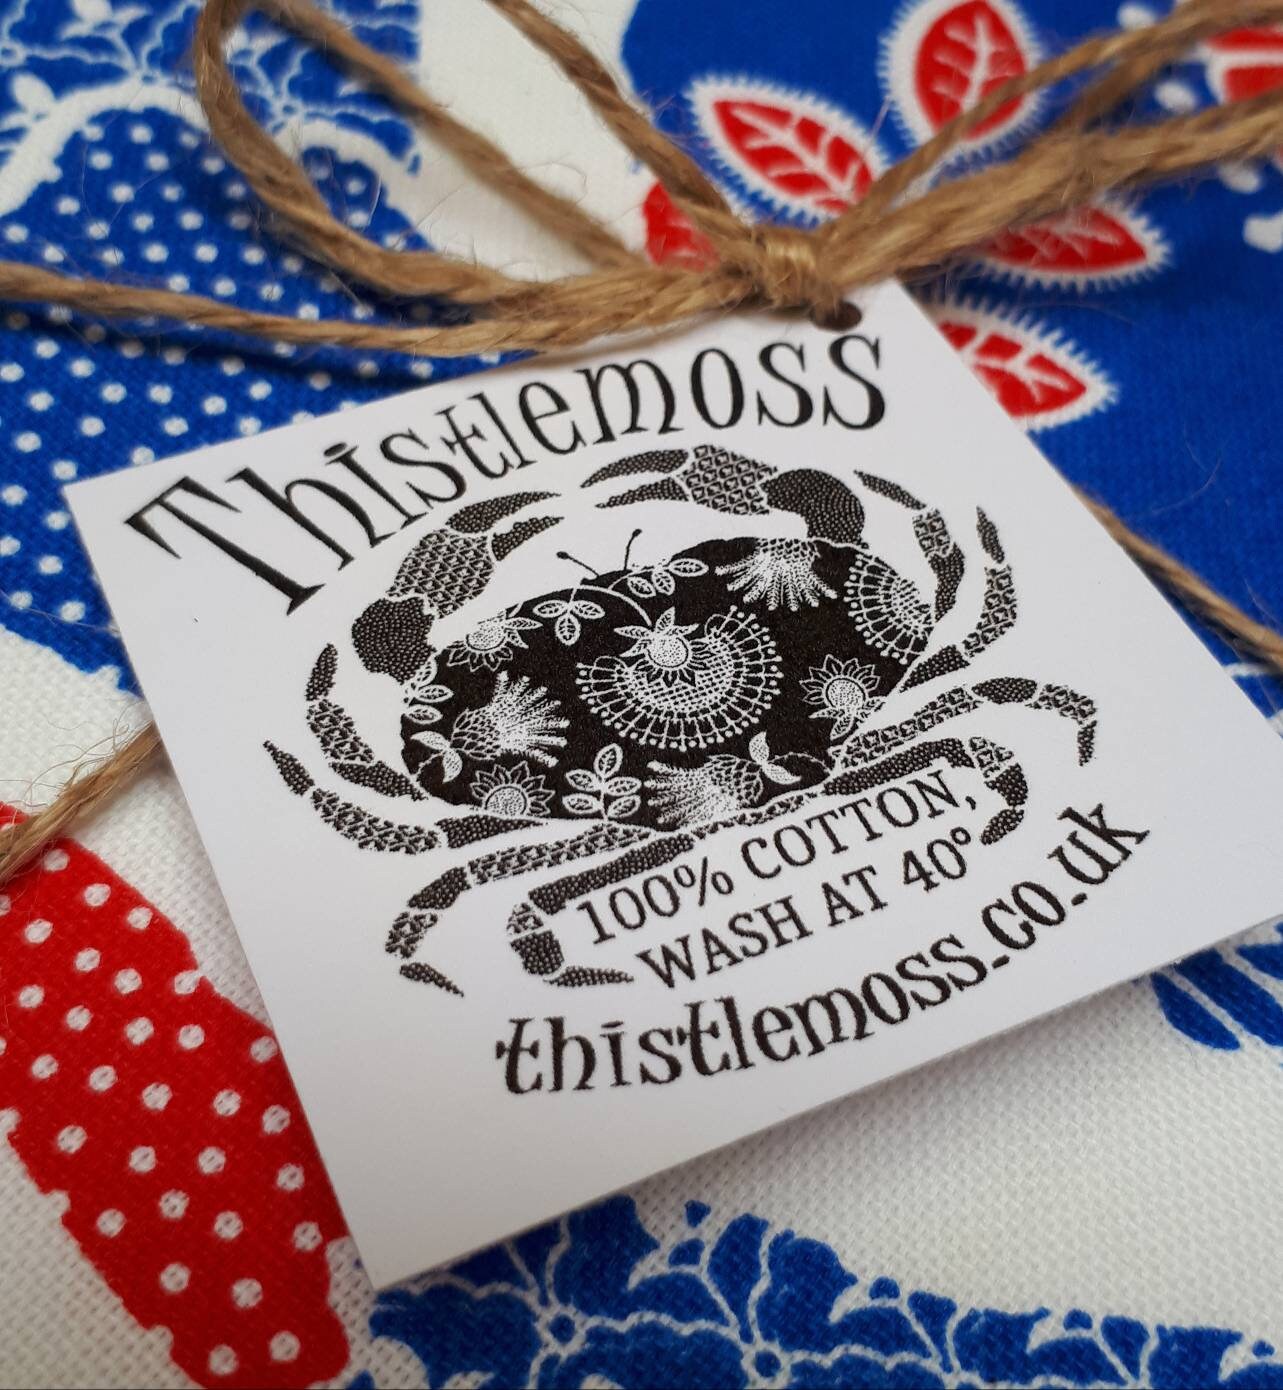 Thistlemoss
100% COTTON,
WASH AT 40°
thistlemoss.co.uk